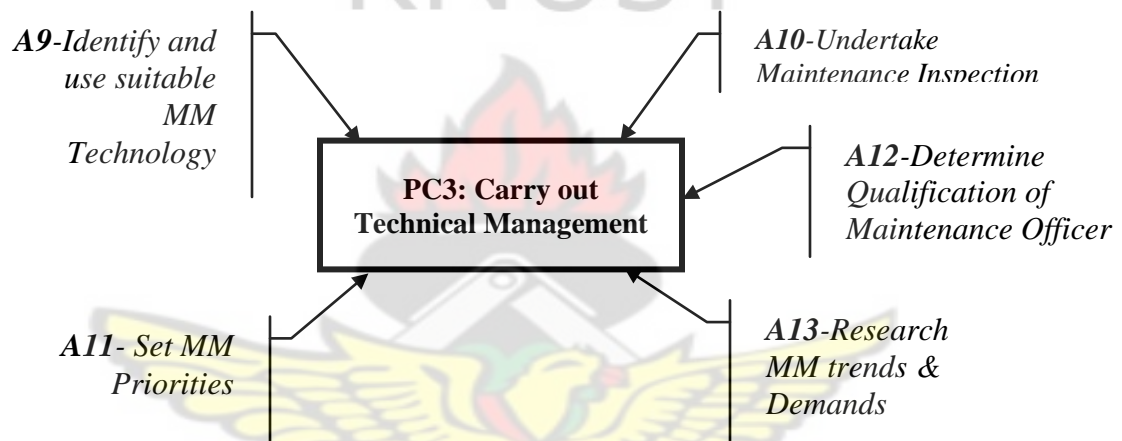 A9-Identify and
use suitable
MM
Technology
A10-Undertake
Maintenance Inspection
PC3: Carry out
Technical Management
A12-Determine
Qualification of
Maintenance Officer
A11- Set MM
Priorities
A13-Research
MM trends &
Demands